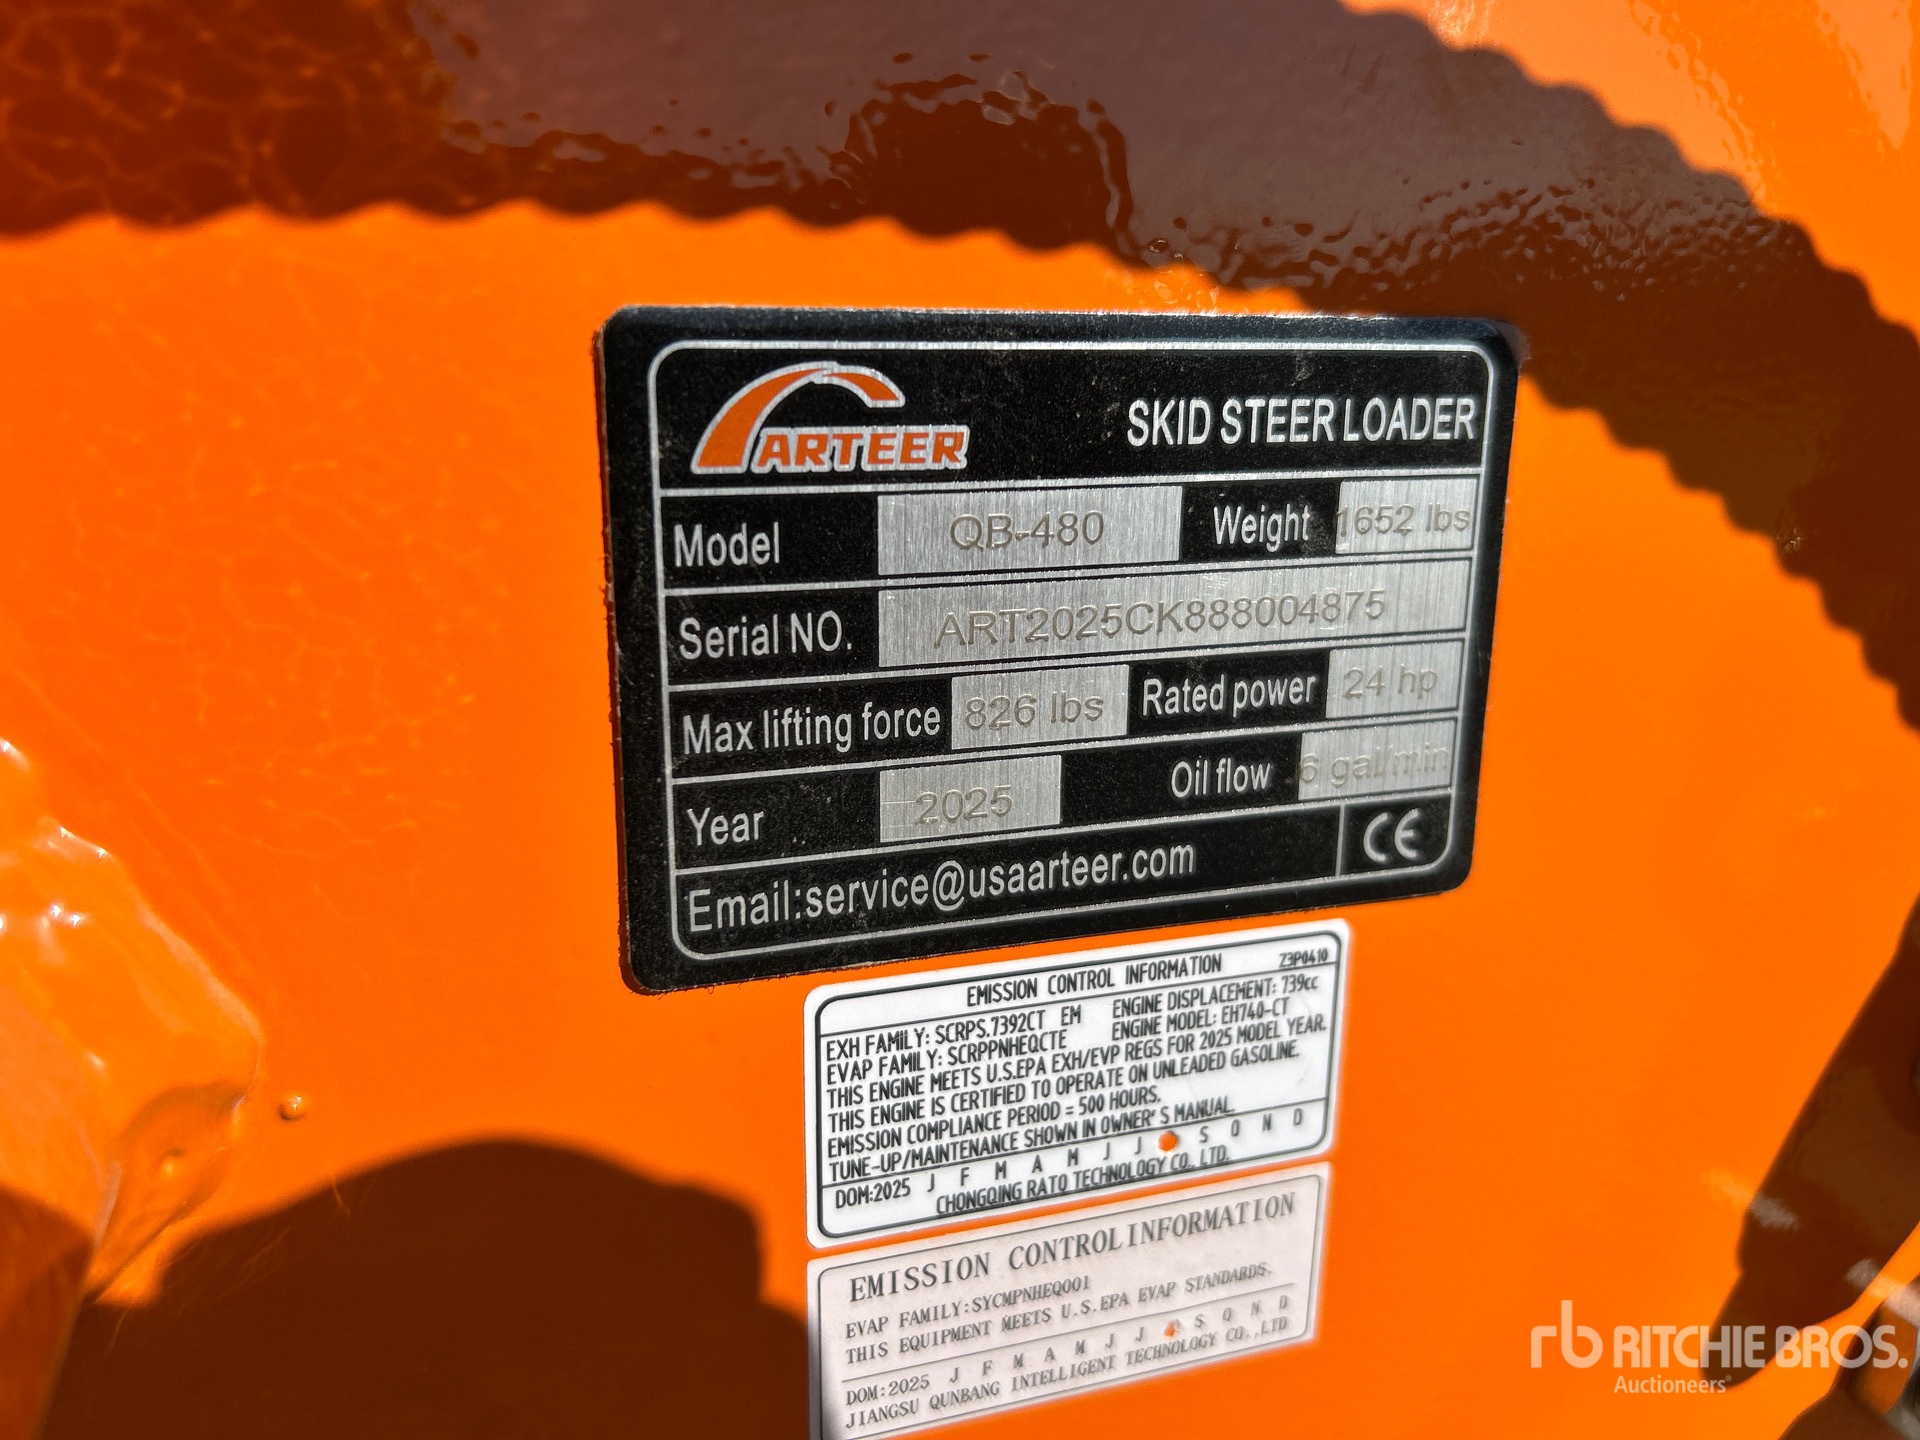 ARTEER
SKID STEER LOADER
Model QB-480 Weight 1652 lbs
Serial NO. ART2025CK888004875
Max lifting force 826 lbs Rated power 24 hp
Year 2025 Oil flow 6 gal/min
Email:service@usaarteer.com CE
EMISSION CONTROL INFORMATION Z3P0410
EXH FAMILY: SCRPS.7392CT EM ENGINE DISPLACEMENT: 739cc
EVAP FAMILY: SCRPPNHEQCTE ENGINE MODEL: EH740-CT
THIS ENGINE MEETS U.S.EPA EXH/EVP REGS FOR 2025 MODEL YEAR.
THIS ENGINE IS CERTIFIED TO OPERATE ON UNLEADED GASOLINE.
EMISSION COMPLIANCE PERIOD = 500 HOURS.
TUNE-UP/MAINTENANCE SHOWN IN OWNER'S MANUAL.
DOM:2025 J F M A M J J S O N D
CHONGQING RATO TECHNOLOGY CO., LTD.
EMISSION CONTROL INFORMATION
EVAP FAMILY:SYCMPNHEQ001
THIS EQUIPMENT MEETS U.S.EPA EVAP STANDARDS.
DOM:2025 J F M A M J J S O N D
JIANGSU QUNBANG INTELLIGENT TECHNOLOGY CO.,LTD
rb RITCHIE BROS.
Auctioneers